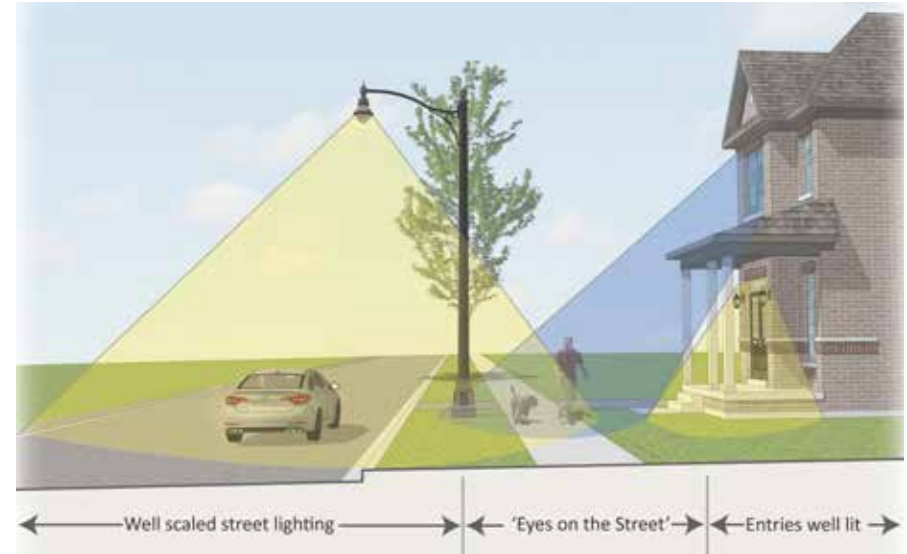 Well scaled street lighting
'Eyes on the Street'
Entries well lit